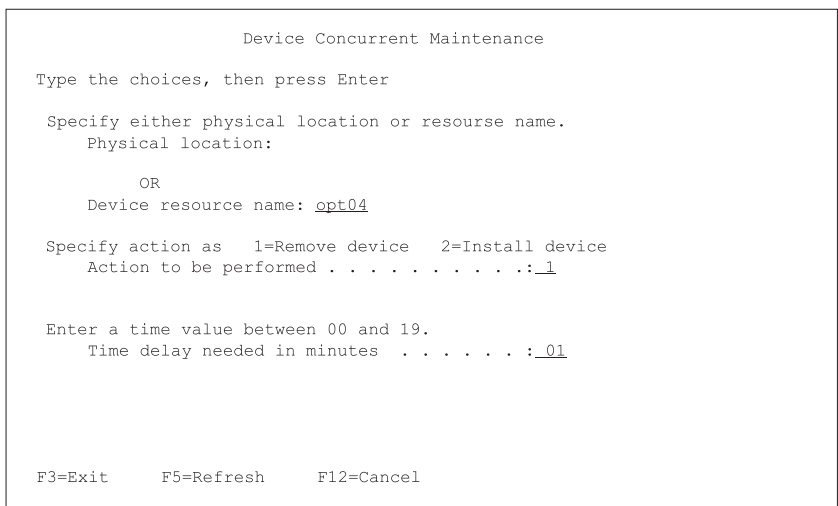 Device Concurrent Maintenance
Type the choices, then press Enter
Specify either physical location or resourse name.
Physical location:
OR
Device resource name: opt04
Specify action as 1=Remove device 2=Install device
Action to be performed . . . . . . . . . .: 1
Enter a time value between 00 and 19.
Time delay needed in minutes . . . . . . : 01
F3=Exit F5=Refresh F12=Cancel